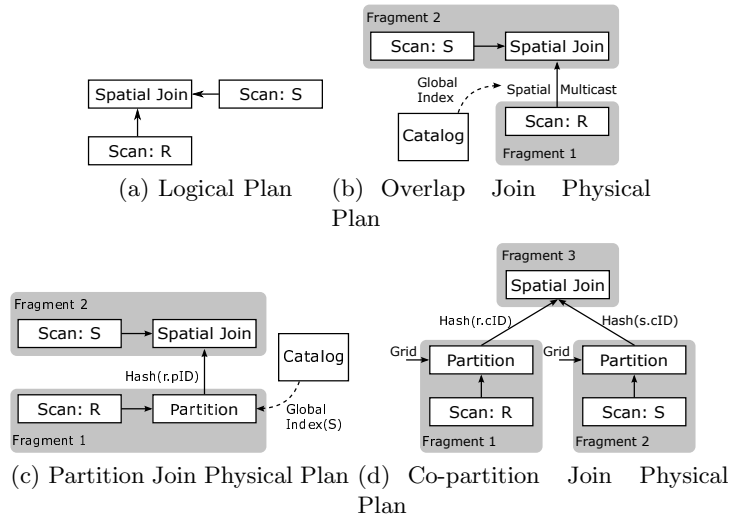 Fragment 2
Scan: S
Spatial Join
Spatial Join
Scan: S
Scan: R
Global
Index
Spatial Multicast
Catalog
Scan: R
Fragment 1
(a) Logical Plan
(b) Overlap Join Physical
Plan
Fragment 2
Scan: S
Spatial Join
Catalog
Hash(r.pID)
Scan: R
Partition
Global
Index(S)
Fragment 1
Fragment 3
Spatial Join
Hash(r.cID)
Hash(s.cID)
Grid
Partition
Grid
Partition
Scan: R
Scan: S
Fragment 1
Fragment 2
(c) Partition Join Physical Plan
(d) Co-partition Join Physical
Plan